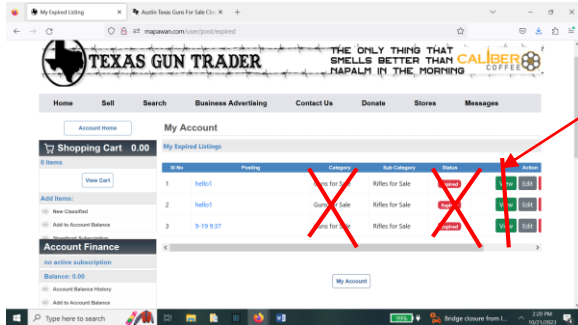 My Expired Listing
Austin Texas Guns For Sale Cla
mapawan.com/user/post/expired
TEXAS GUN TRADER
THE ONLY THING THAT
SMELLS BETTER THAN
NAPALM IN THE MORNING
CALIBER
COFFEE
Home Sell Search Business Advertising Contact Us Donate Stores Messages
Account Home
My Account
Shopping Cart 0.00
My Expired Listings
0 Items
Sl No Posting Category Sub Category Status Action
View Cart
1 hello1 Guns for Sale Rifles for Sale Expired View Edit
Add Items:
2 hello1 Guns for Sale Rifles for Sale Expired View Edit
New Classified
Add to Account Balance
3 9-19 9:37 Guns for Sale Rifles for Sale Expired View Edit
Storefront Subscription
Account Finance
no active subscription
Balance: 0.00
My Account
Account Balance History
Add to Account Balance
Type here to search
99%
Bridge closure from I...
2:20 PM
10/21/2023